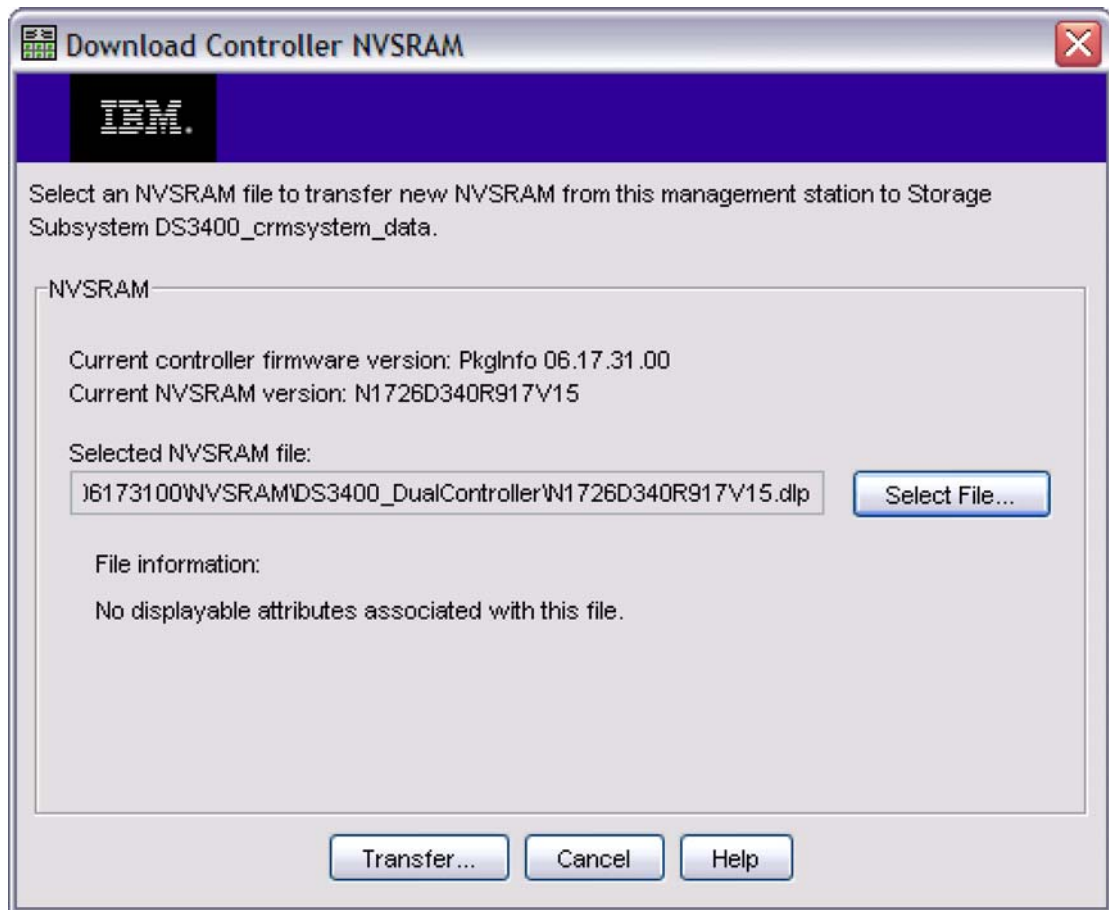 Download Controller NVSRAM
IBM.
Select an NVSRAM file to transfer new NVSRAM from this management station to Storage
Subsystem DS3400_crmsystem_data.
NVSRAM
Current controller firmware version: PkgInfo 06.17.31.00
Current NVSRAM version: N1726D340R917V15
Selected NVSRAM file:
)6173100\NVSRAM\DS3400_DualController\N1726D340R917V15.dlp
Select File...
File information:
No displayable attributes associated with this file.
Transfer...
Cancel
Help